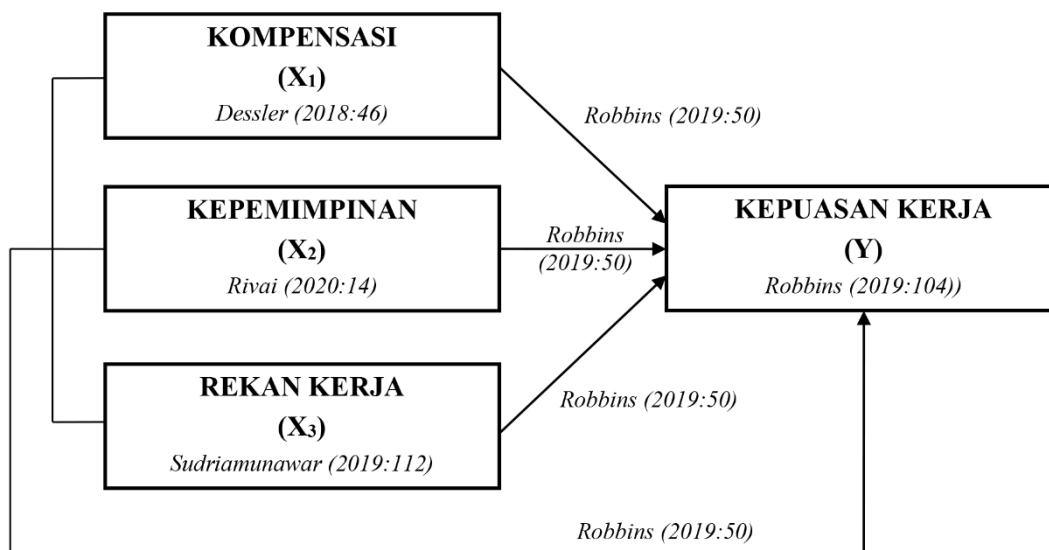 KOMPENSASI
(X₁)
Dessler (2018:46)
Robbins (2019:50)
KEPEMIMPINAN
(X₂)
Rivai (2020:14)
Robbins
(2019:50)
KEPUASAN KERJA
(Y)
Robbins (2019:104))
REKAN KERJA
(X₃)
Sudriamunawar (2019:112)
Robbins (2019:50)
Robbins (2019:50)